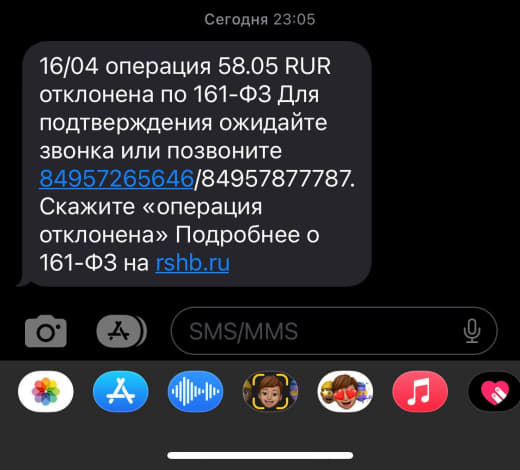 Сегодня 23:05
16/04 операция 58.05 RUR
отклонена по 161-ФЗ Для
подтверждения ожидайте
звонка или позвоните
84957265646/84957877787.
Скажите «операция
отклонена» Подробнее о
161-ФЗ на rshb.ru
SMS/MMS